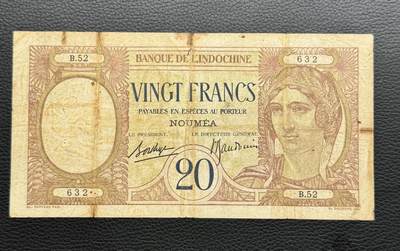 BANQUE DE L'INDOCHINE
B.52
632
VINGT FRANCS
PAYABLES EN ESPÈCES AU PORTEUR
NOUMÉA
LE PRÉSIDENT,
LE DIRECTEUR GÉNÉRAL
20
632
B.52